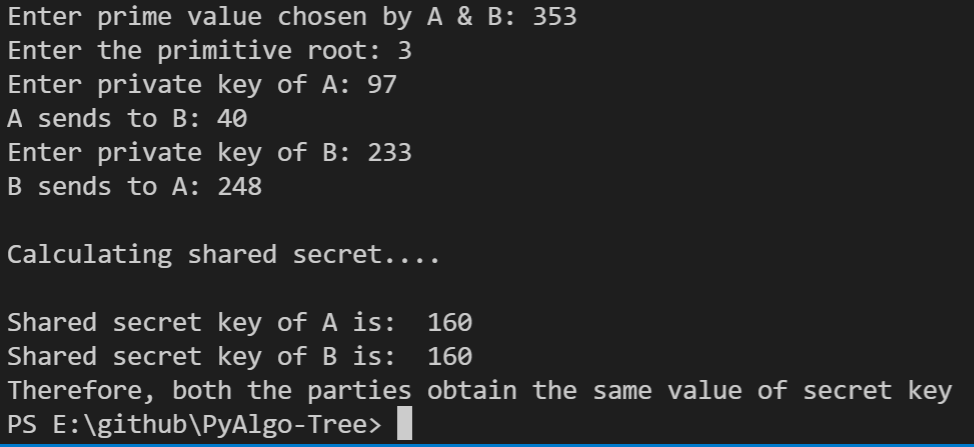 Enter prime value chosen by A & B: 353
Enter the primitive root: 3
Enter private key of A: 97
A sends to B: 40
Enter private key of B: 233
B sends to A: 248
Calculating shared secret....
Shared secret key of A is:  160
Shared secret key of B is:  160
Therefore, both the parties obtain the same value of secret key
PS E:\github\PyAlgo-Tree>